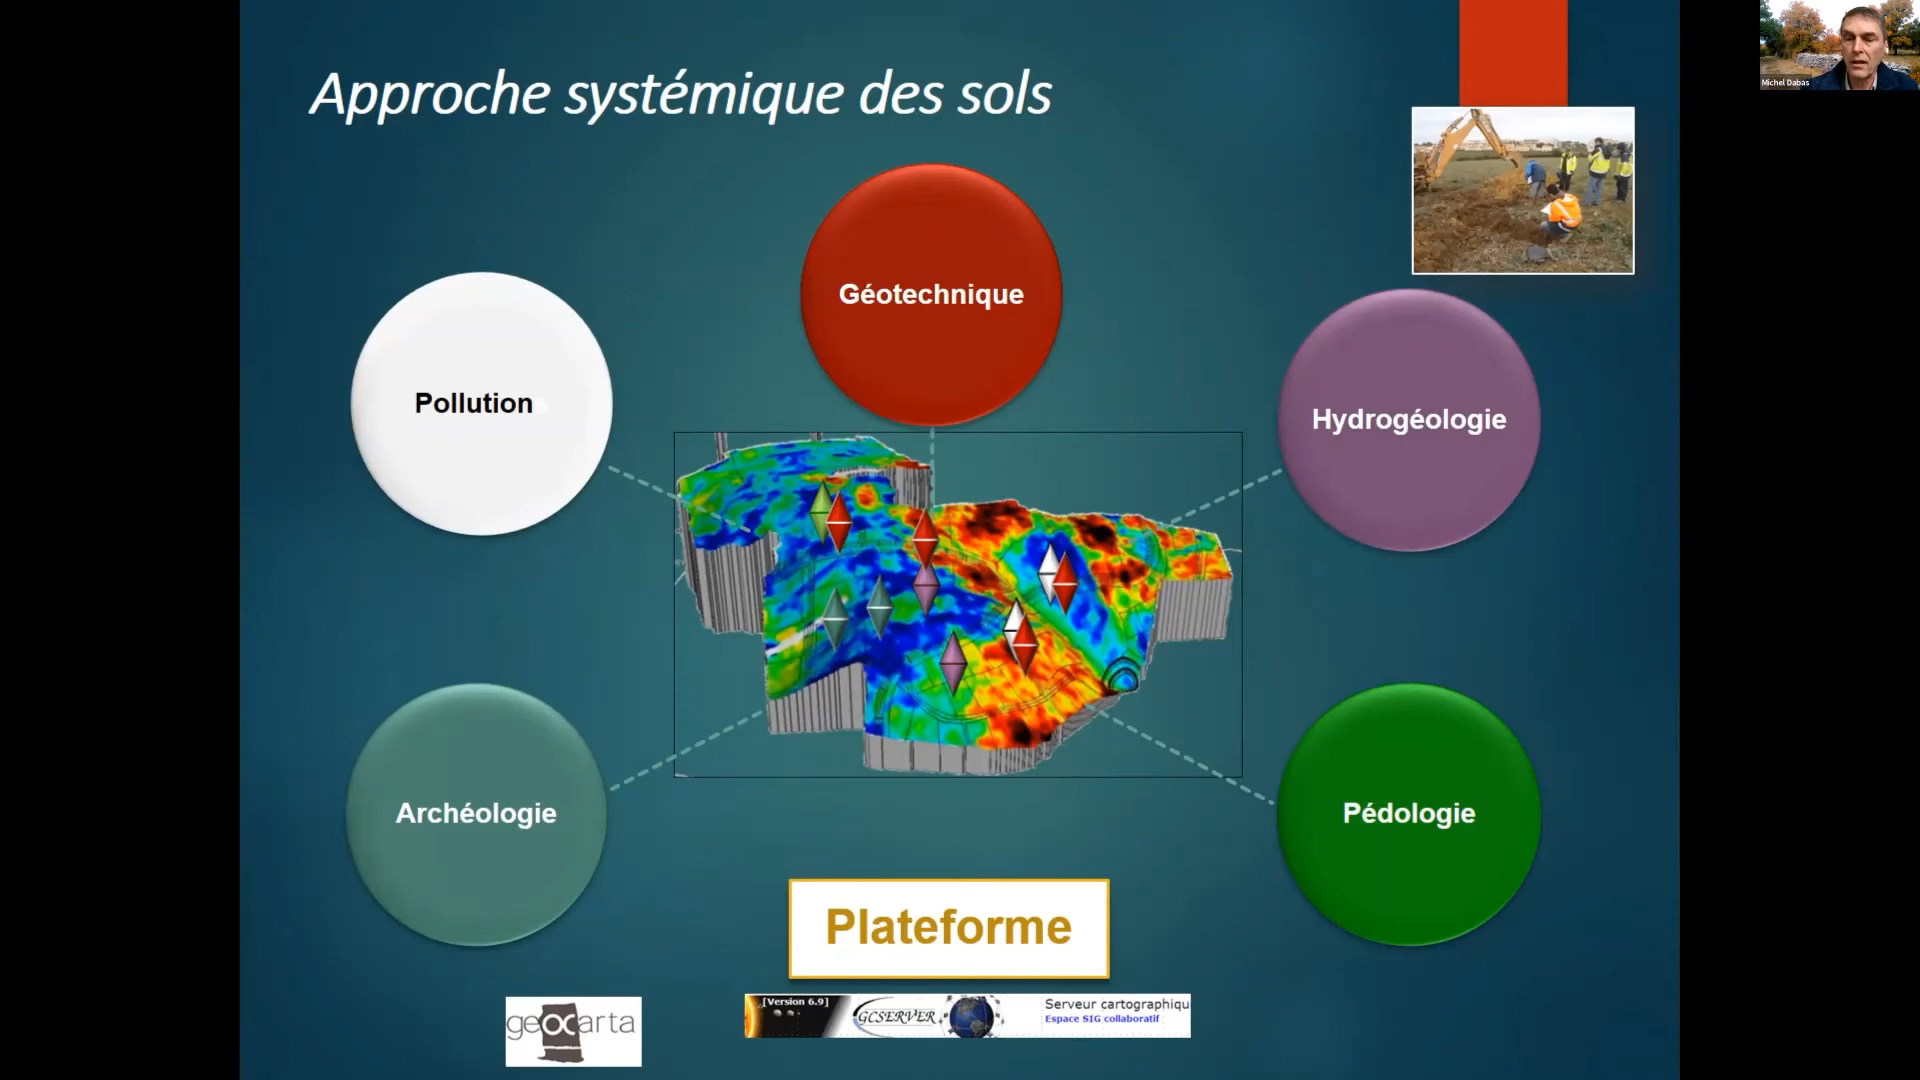 Approche systémique des sols
Michel Dabas
Géotechnique
Pollution
Hydrogéologie
Archéologie
Pédologie
Plateforme
geocarta
[Version 6.9]
GCSERVER
Serveur cartographiqu
Espace SIG collaboratif